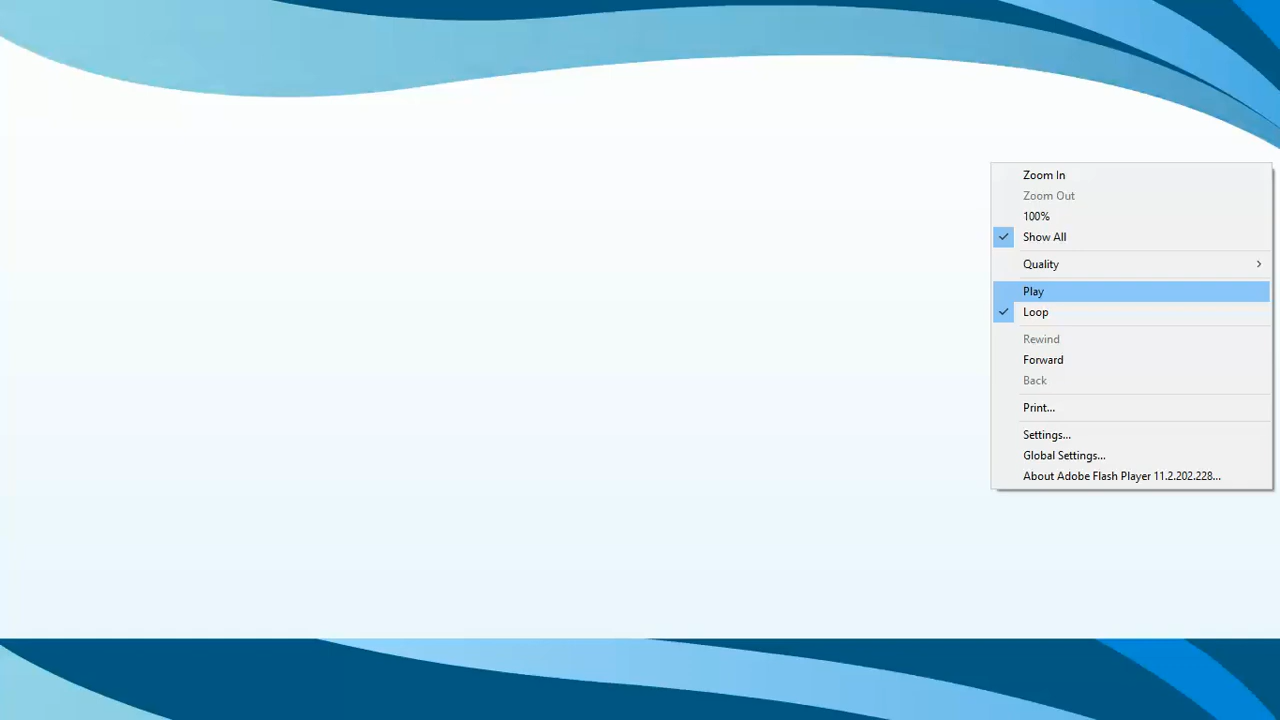 Zoom In
Zoom Out
100%
Show All
Quality
Play
Loop
Rewind
Forward
Back
Print...
Settings...
Global Settings...
About Adobe Flash Player 11.2.202.228...